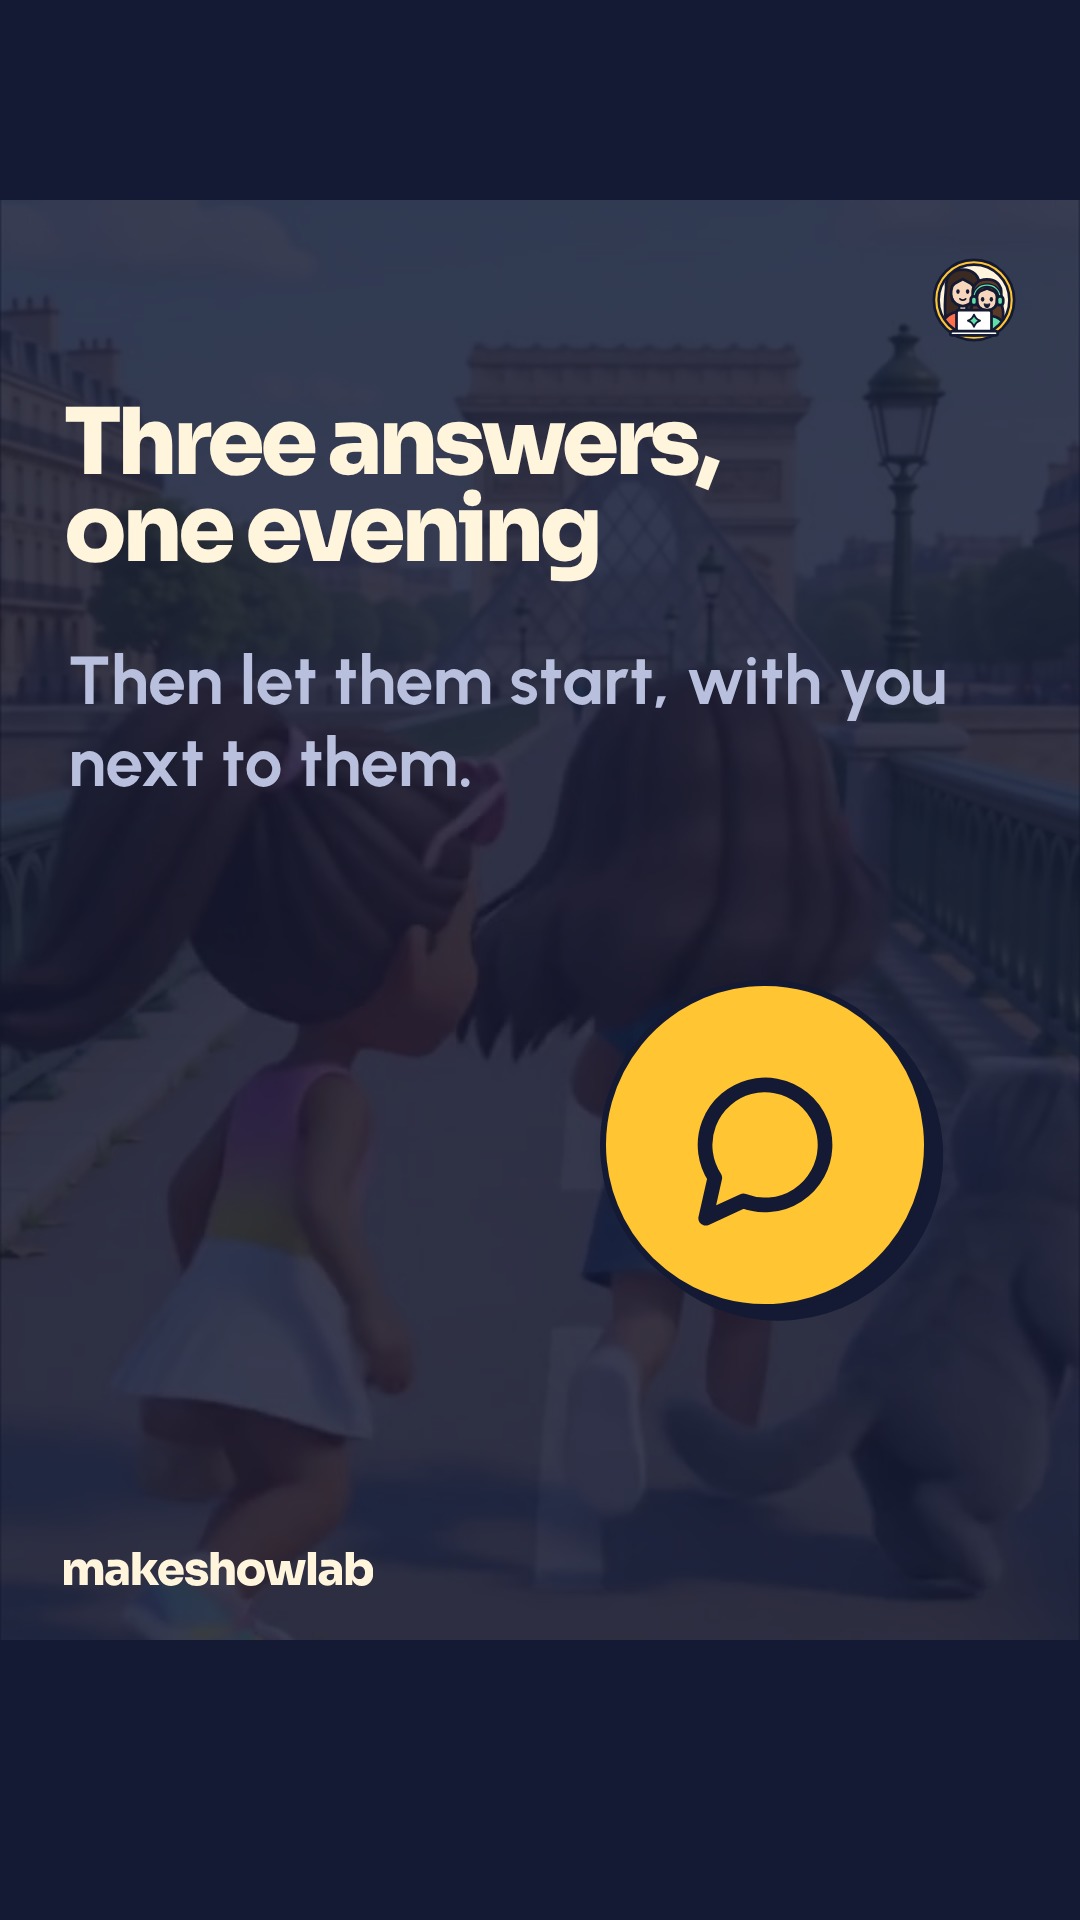 Three answers,
one evening
Then let them start, with you
next to them.
makeshowlab